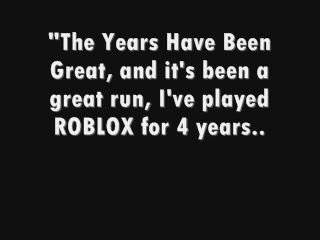 "The Years Have Been
Great, and it's been a
great run, I've played
ROBLOX for 4 years..